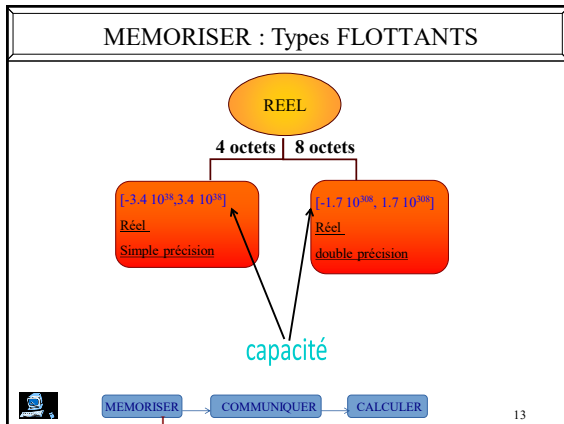 MEMORISER : Types FLOTTANTS
REEL
4 octets 8 octets
[-3.4 10³⁸,3.4 10³⁸]
Réel
Simple précision
[-1.7 10³⁰⁸, 1.7 10³⁰⁸]
Réel
double précision
capacité
MEMORISER COMMUNIQUER CALCULER
13